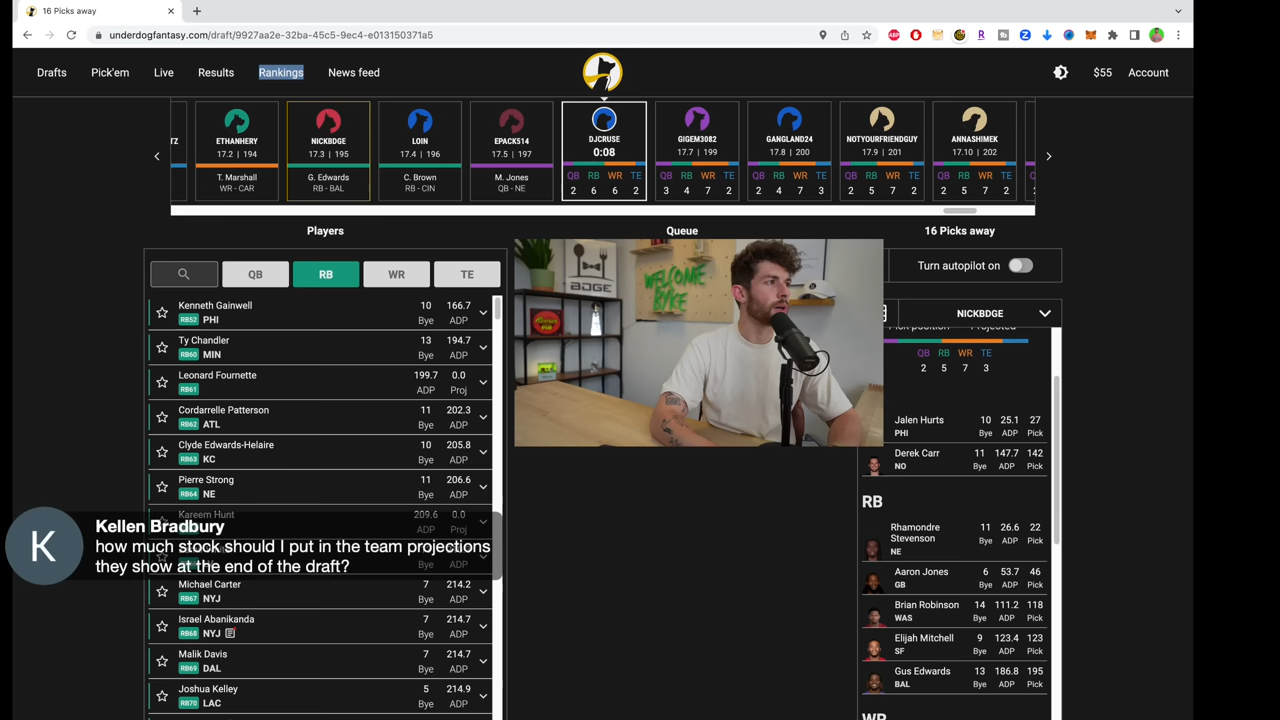 16 Picks away
underdogfantasy.com/draft/9927aa2e-32ba-45c5-9ec4-e013150371a5
Drafts Pick'em Live Results Rankings News feed $55 Account
TZ ETHANHERY NICKBDGE LOIN EPACK514 DJCRUSE GIGEM3082 GANGLAND24 NOTYOURFRIENDGUY ANNASHIMEK
17.2 | 194 17.3 | 195 17.4 | 196 17.5 | 197 0:08 17.7 | 199 17.8 | 200 17.9 | 201 17.10 | 202
T. Marshall G. Edwards C. Brown M. Jones QB RB WR TE QB RB WR TE QB RB WR TE QB RB WR TE QB RB WR TE
WR - CAR RB - BAL RB - CIN QB - NE 2 6 6 2 3 4 7 2 2 4 7 3 2 5 7 2 2 5 7 2
Players
QB RB WR TE
Kenneth Gainwell 10 166.7
RB52 PHI Bye ADP
Ty Chandler 13 194.7
RB60 MIN Bye ADP
Leonard Fournette 199.7 0.0
RB61 ADP Proj
Cordarrelle Patterson 11 202.3
RB62 ATL Bye ADP
Clyde Edwards-Helaire 10 205.8
RB63 KC Bye ADP
Pierre Strong 11 206.6
RB64 NE Bye ADP
Kareem Hunt 209.6 0.0
ADP Proj
Kellen Bradbury
how much stock should I put in the team projections
they show at the end of the draft?
K
Michael Carter 7 214.2
RB67 NYJ Bye ADP
Israel Abanikanda 7 214.7
RB68 NYJ Bye ADP
Malik Davis 7 214.7
RB69 DAL Bye ADP
Joshua Kelley 5 214.9
RB70 LAC Bye ADP
Queue
BDGE
WELCOME
BYKE
16 Picks away
Turn autopilot on
NICKBDGE
Pick position Projected
QB RB WR TE
2 5 7 3
Jalen Hurts 10 25.1 27
PHI Bye ADP Pick
Derek Carr 11 147.7 142
NO Bye ADP Pick
RB
Rhamondre
Stevenson 11 26.6 22
NE Bye ADP Pick
Aaron Jones 6 53.7 46
GB Bye ADP Pick
Brian Robinson 14 111.2 118
WAS Bye ADP Pick
Elijah Mitchell 9 123.4 123
SF Bye ADP Pick
Gus Edwards 13 186.8 195
BAL Bye ADP Pick
WR